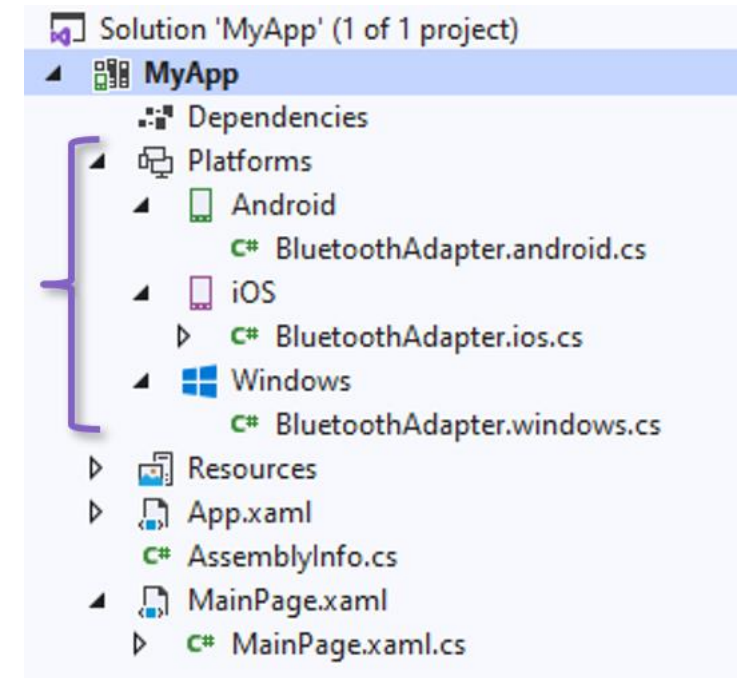 Solution 'MyApp' (1 of 1 project)
MyApp
Dependencies
Platforms
Android
C# BluetoothAdapter.android.cs
iOS
C# BluetoothAdapter.ios.cs
Windows
C# BluetoothAdapter.windows.cs
Resources
App.xaml
C# AssemblyInfo.cs
MainPage.xaml
C# MainPage.xaml.cs